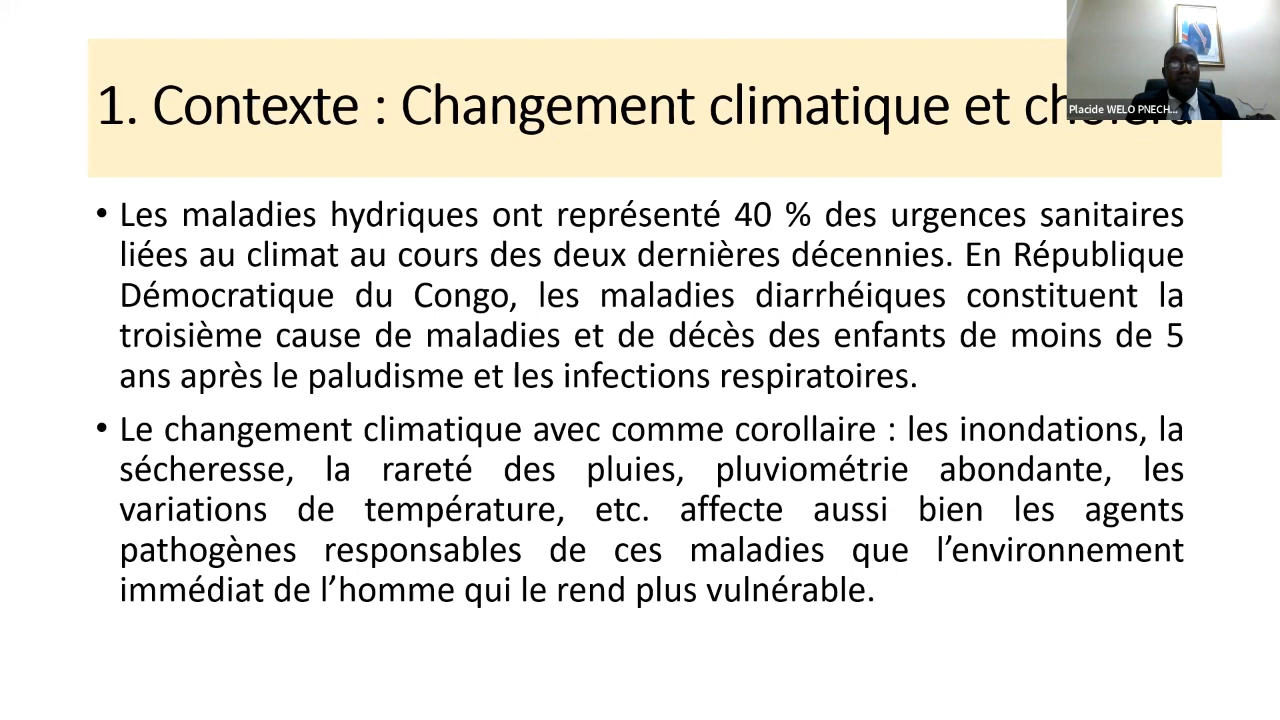 1. Contexte : Changement climatique et choléra
Placide WELO PNECH...
• Les maladies hydriques ont représenté 40 % des urgences sanitaires
liées au climat au cours des deux dernières décennies. En République
Démocratique du Congo, les maladies diarrhéiques constituent la
troisième cause de maladies et de décès des enfants de moins de 5
ans après le paludisme et les infections respiratoires.
• Le changement climatique avec comme corollaire : les inondations, la
sécheresse, la rareté des pluies, pluviométrie abondante, les
variations de température, etc. affecte aussi bien les agents
pathogènes responsables de ces maladies que l’environnement
immédiat de l’homme qui le rend plus vulnérable.